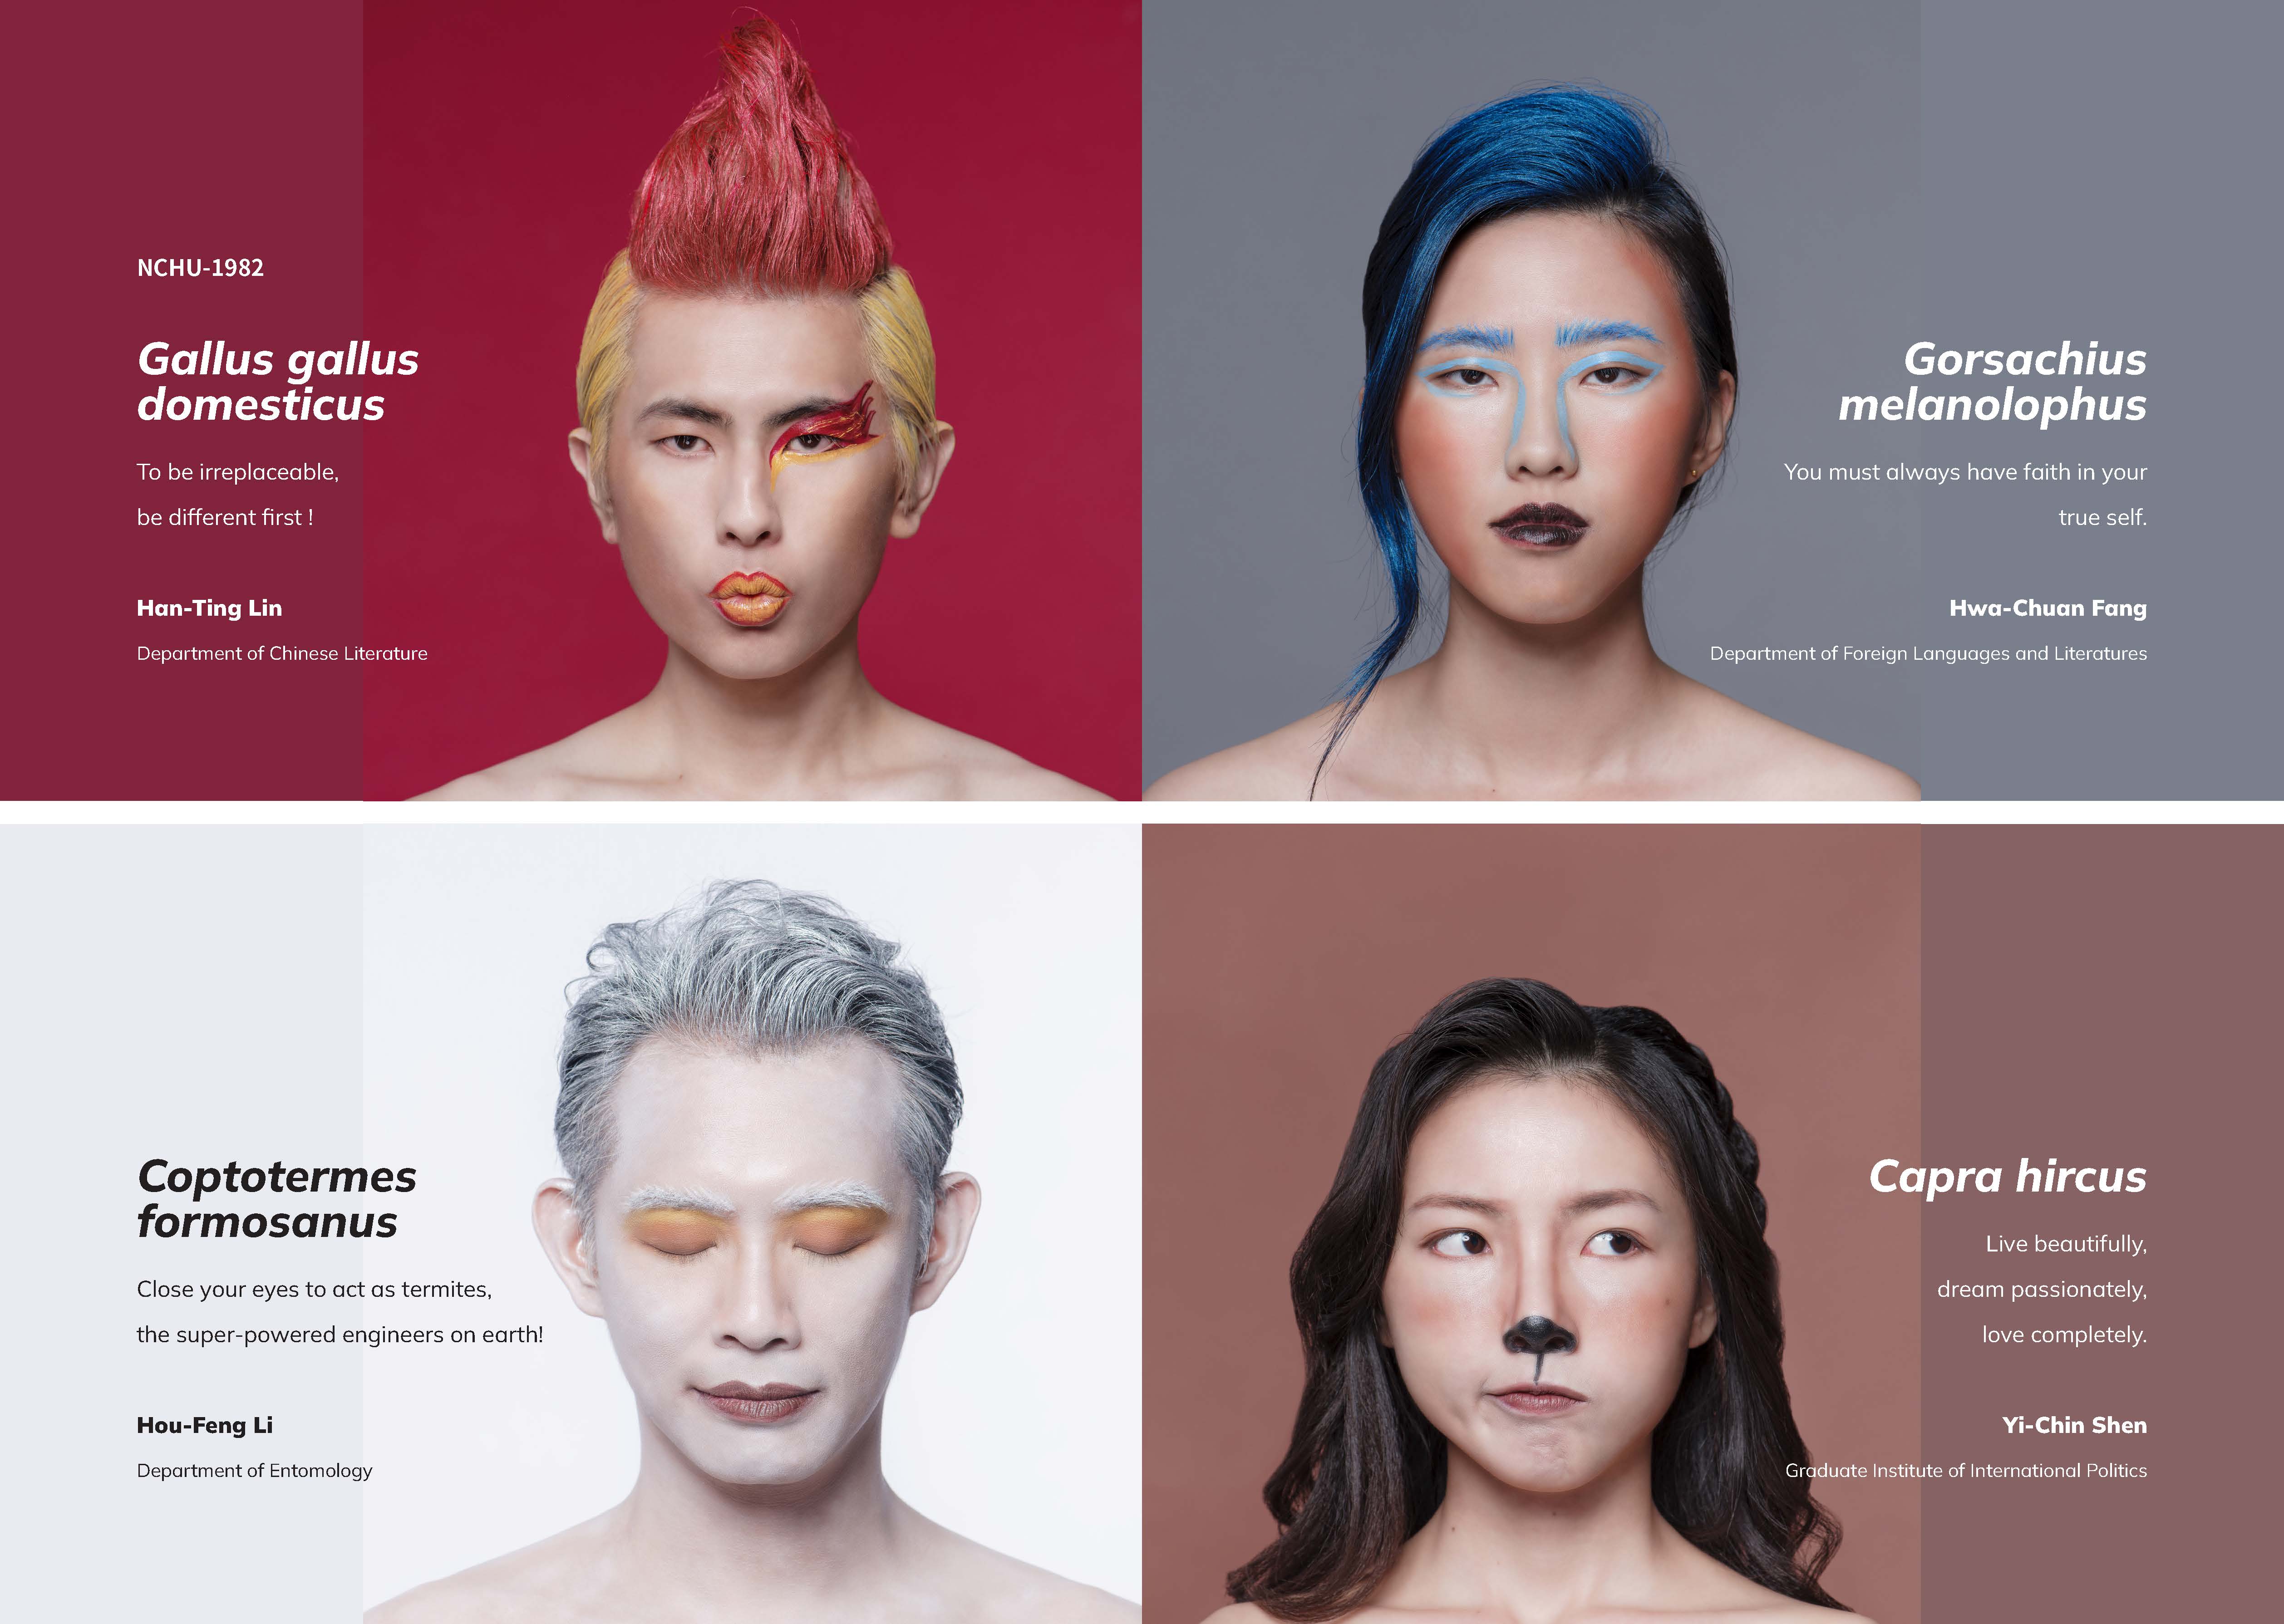 NCHU-1982
Gallus gallus
domesticus
To be irreplaceable,
be different first !
Han-Ting Lin
Department of Chinese Literature
Gorsachius
melanolophus
You must always have faith in your
true self.
Hwa-Chuan Fang
Department of Foreign Languages and Literatures
Coptotermes
formosanus
Close your eyes to act as termites,
the super-powered engineers on earth!
Hou-Feng Li
Department of Entomology
Capra hircus
Live beautifully,
dream passionately,
love completely.
Yi-Chin Shen
Graduate Institute of International Politics